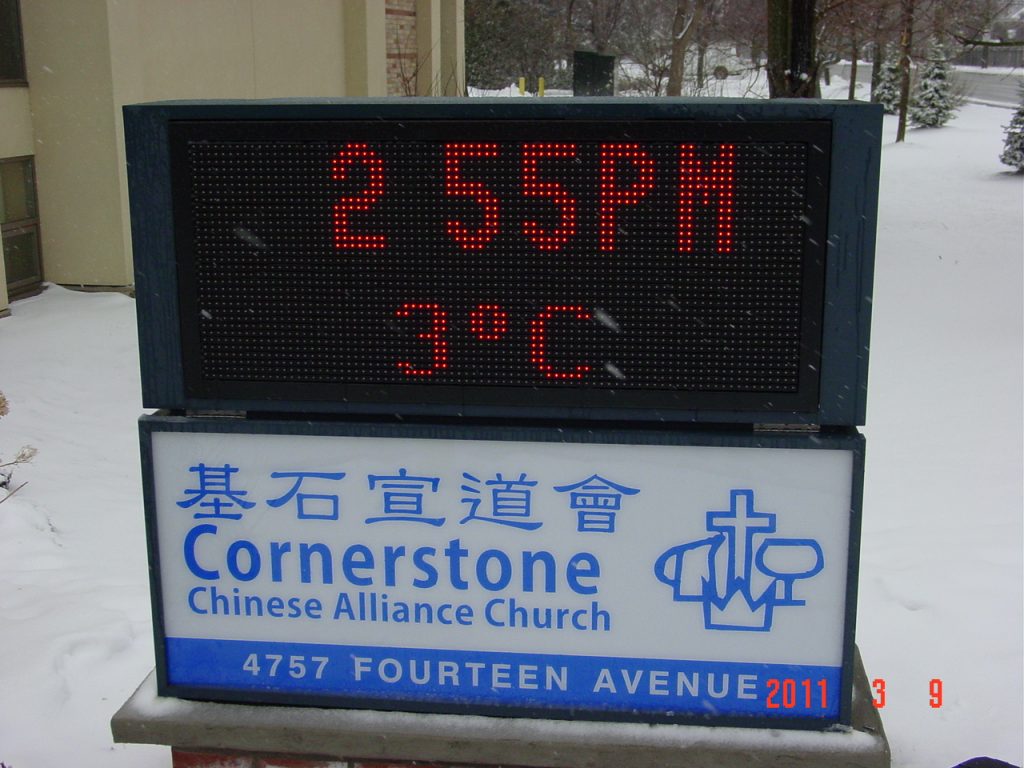 2 55PM
3°C
基石宣道會
Cornerstone
Chinese Alliance Church
4757 FOURTEEN AVENUE
2011 3 9